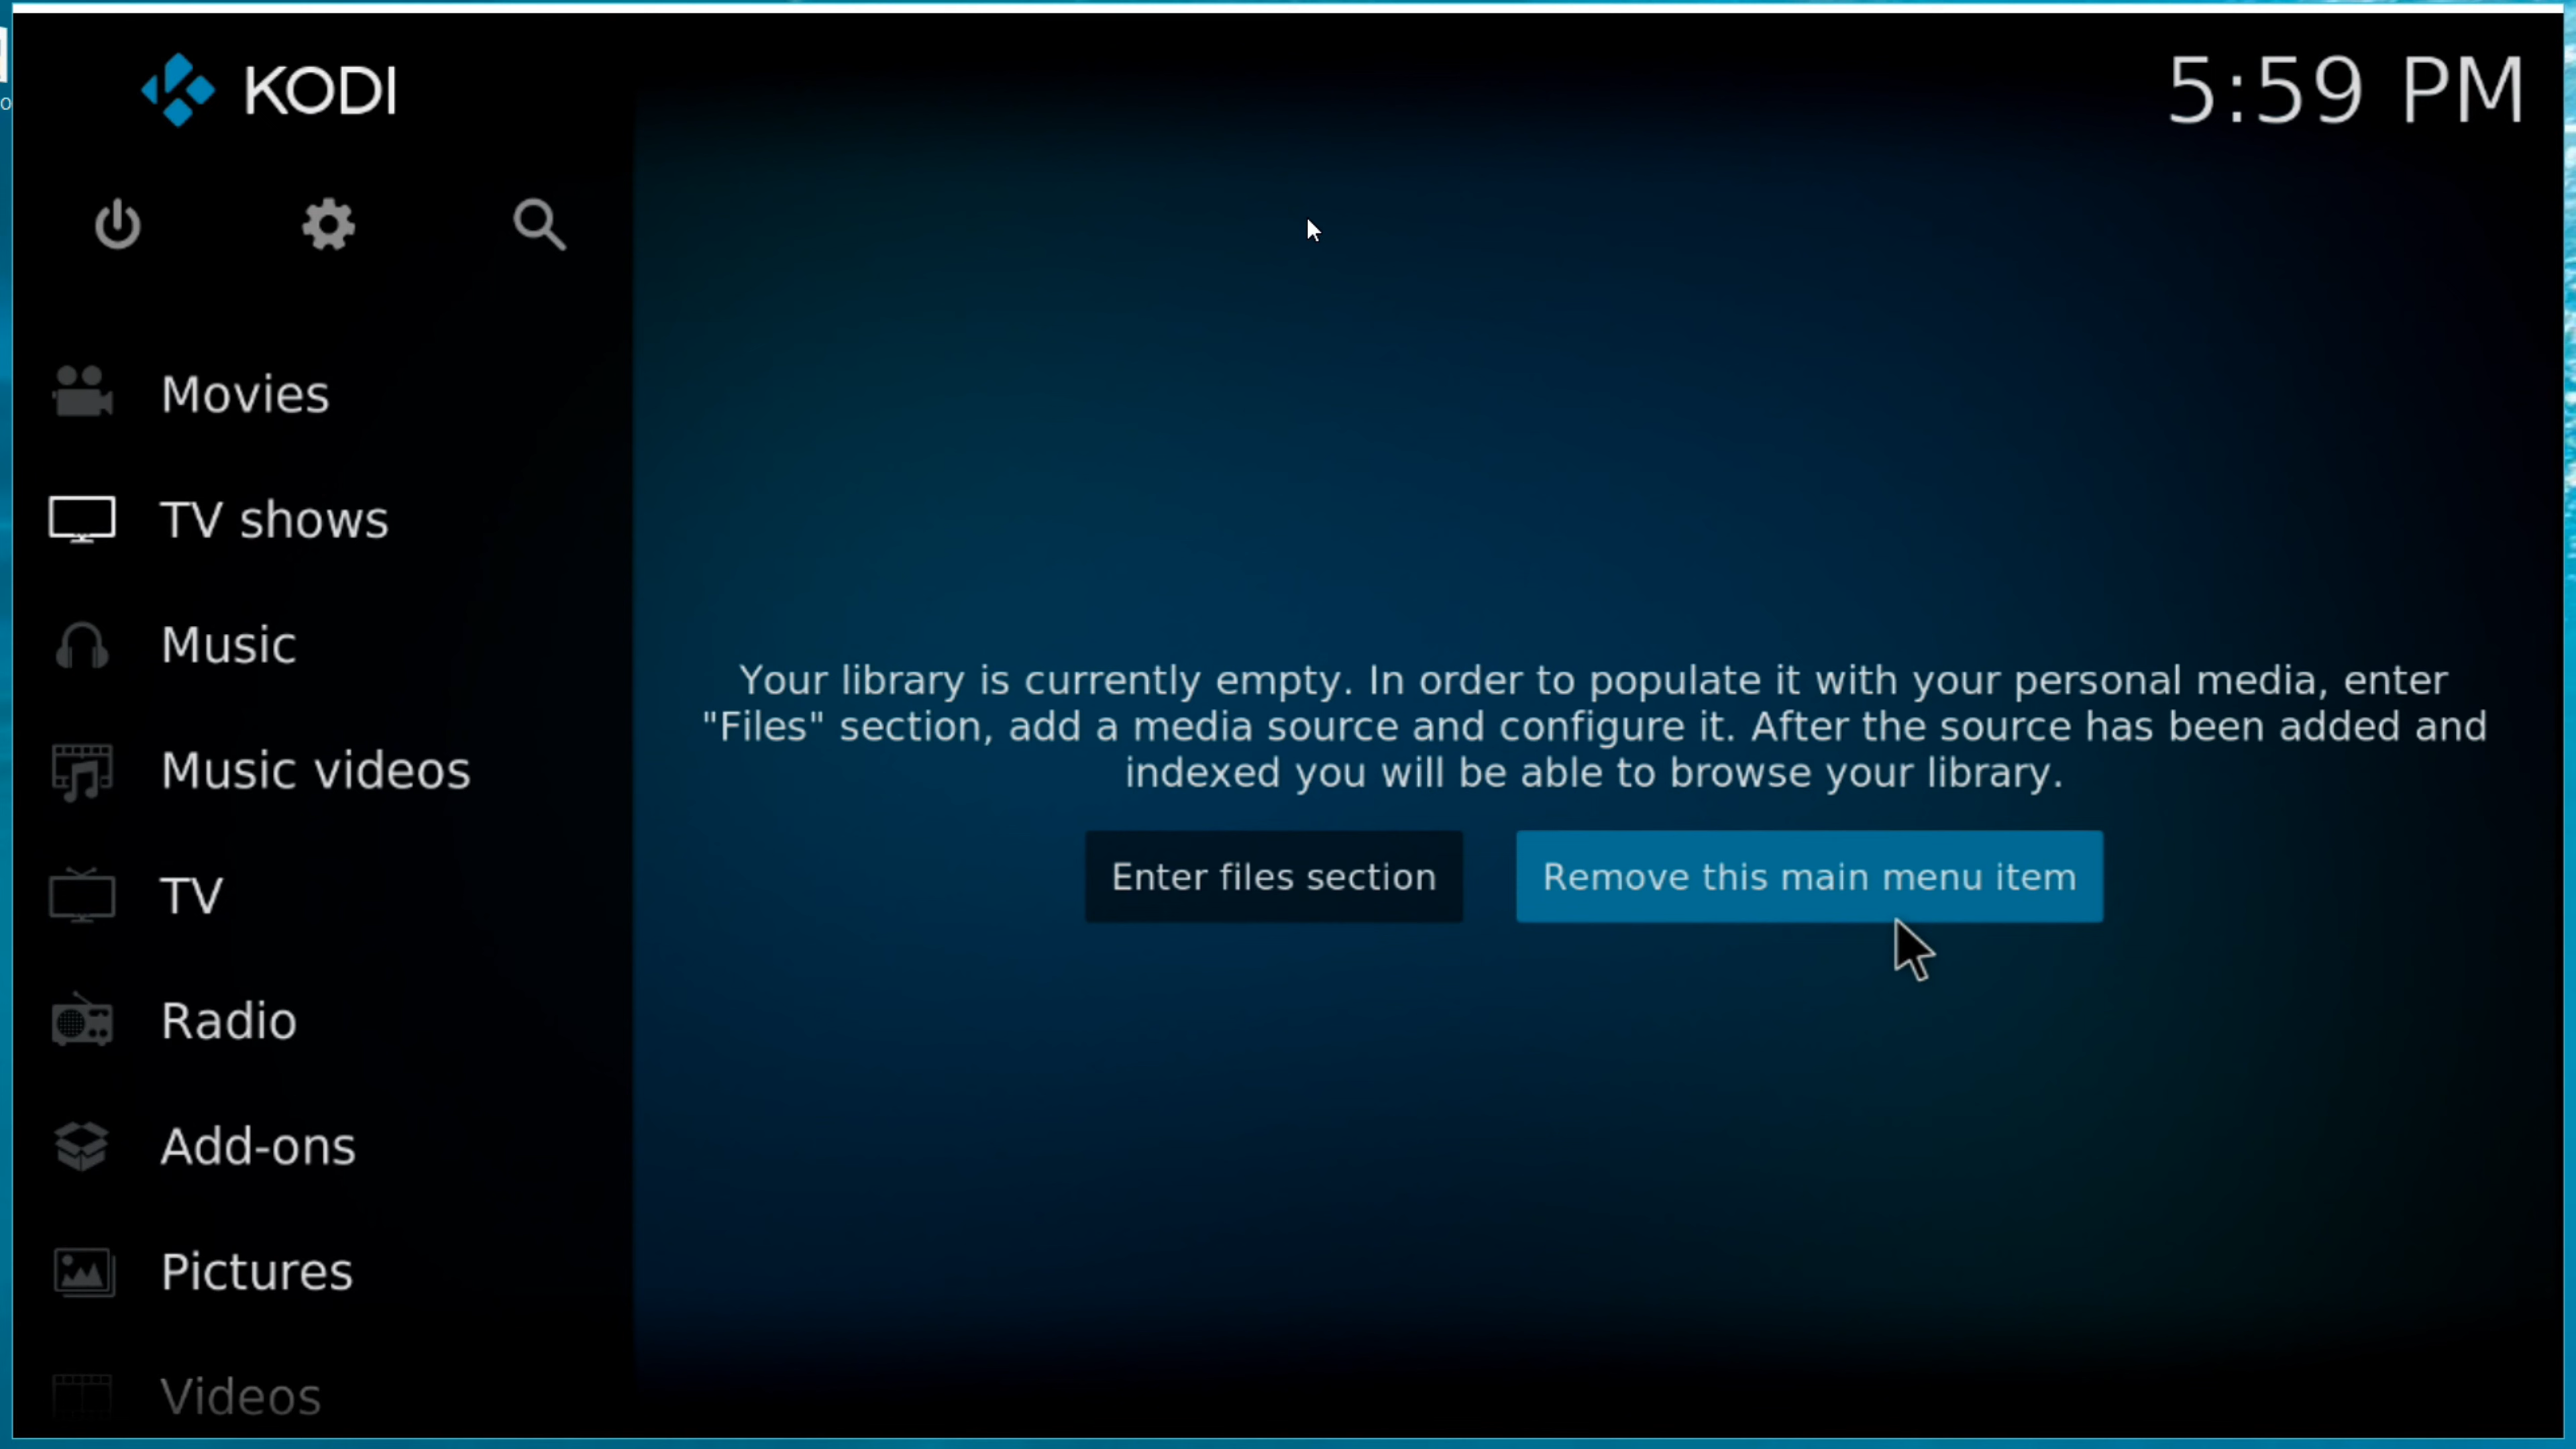 KODI
5:59 PM
Movies
TV shows
Music
Music videos
TV
Radio
Add-ons
Pictures
Videos
Your library is currently empty. In order to populate it with your personal media, enter
"Files" section, add a media source and configure it. After the source has been added and
indexed you will be able to browse your library.
Enter files section
Remove this main menu item